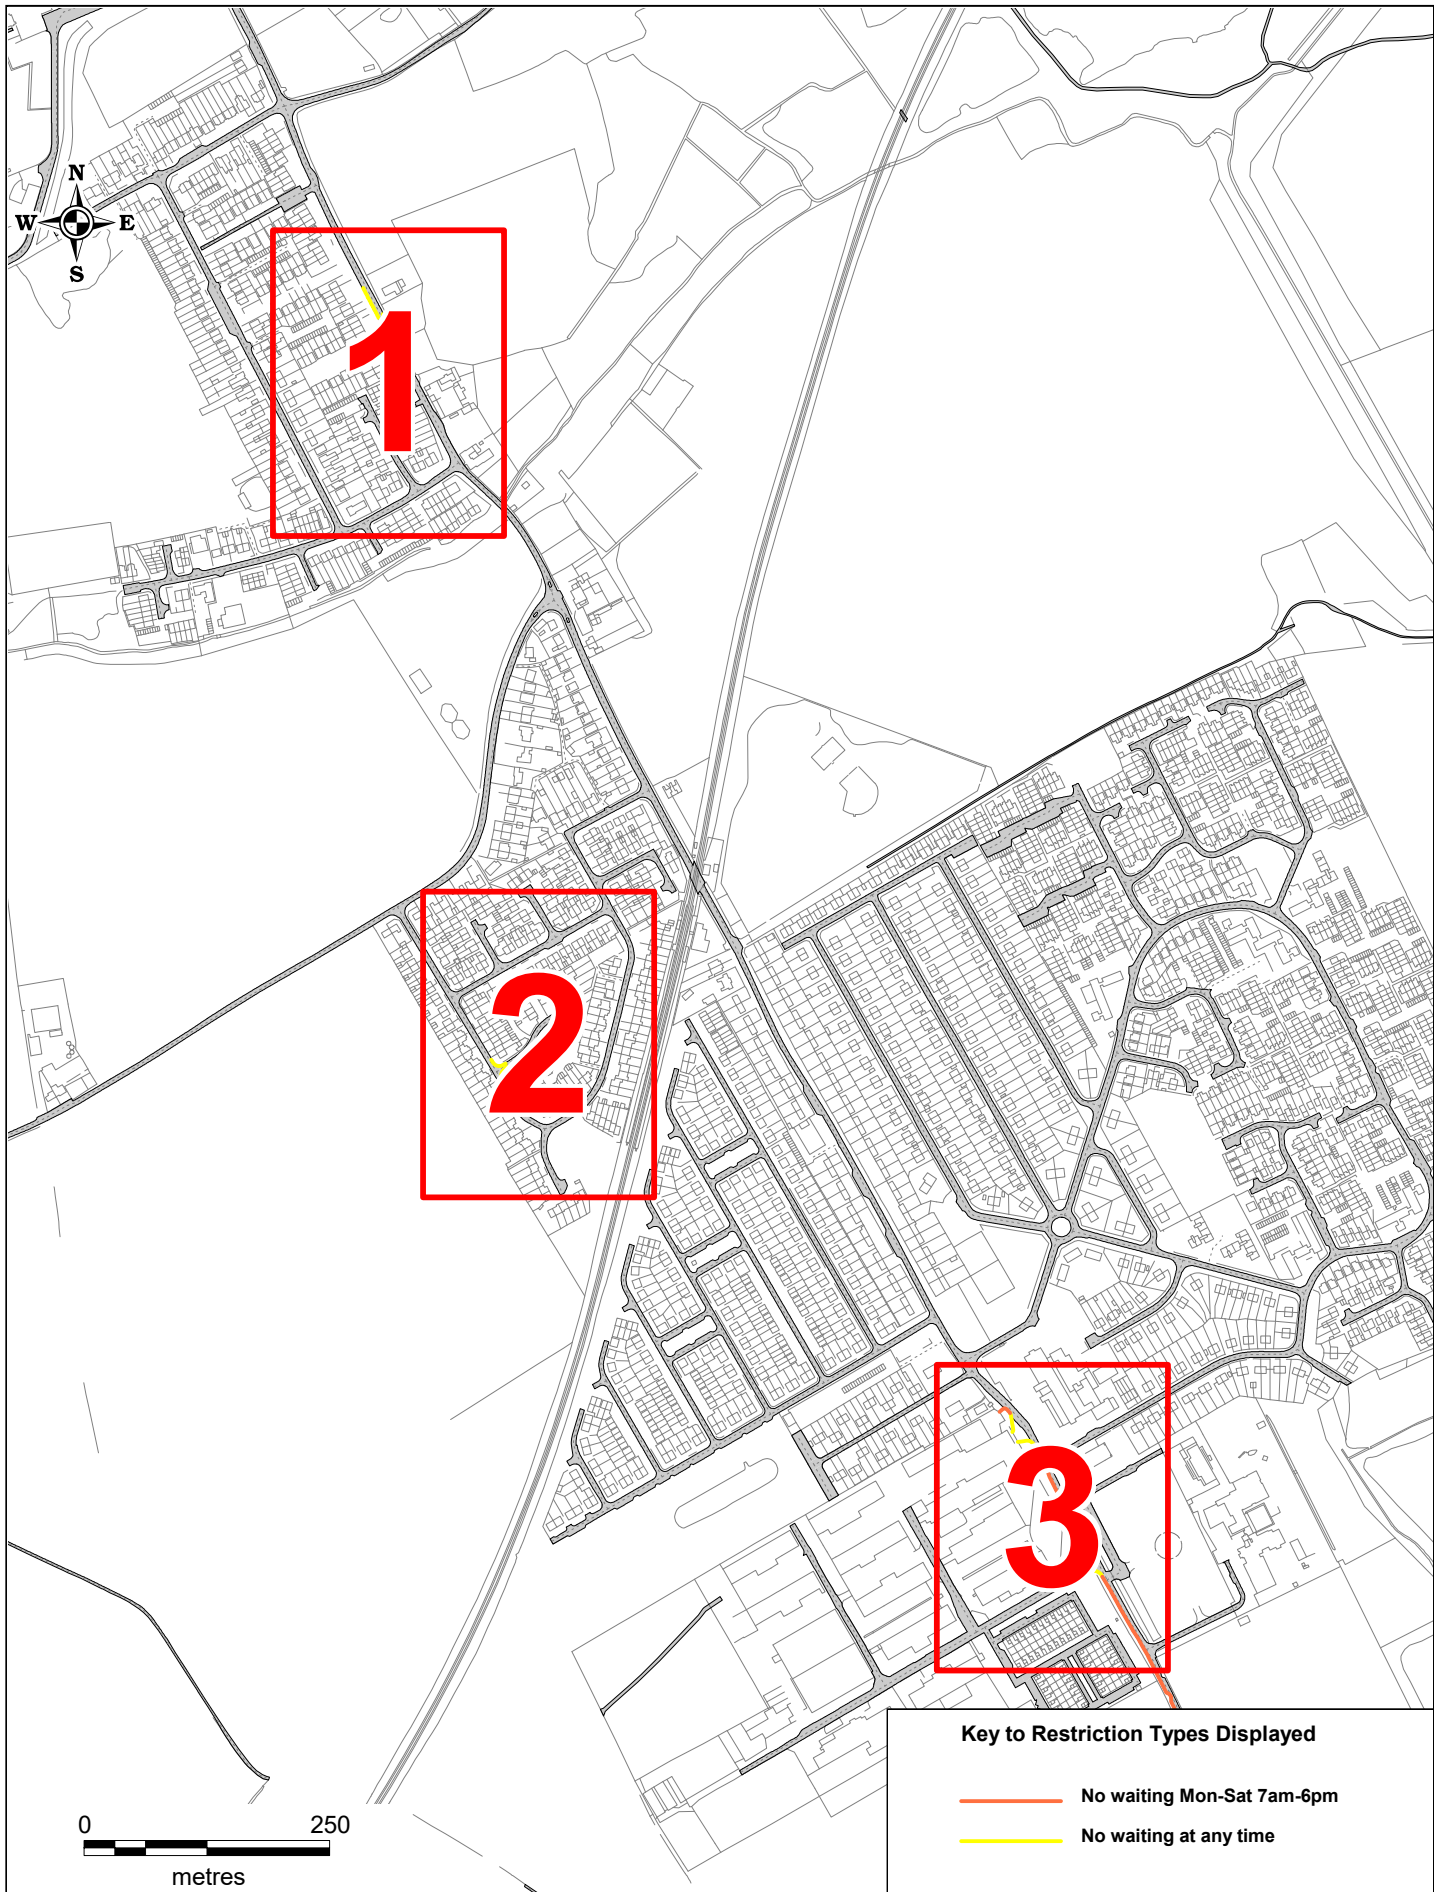 N
W E
S
1
2
3
Key to Restriction Types Displayed
No waiting Mon-Sat 7am-6pm
No waiting at any time
0 250
metres